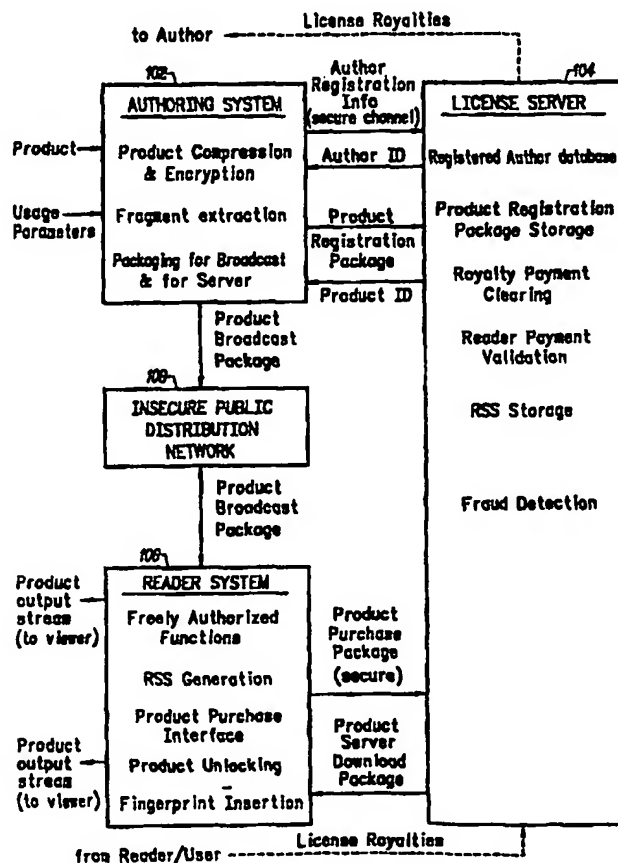 License Royalties
to Author
102
AUTHORING SYSTEM
Product Compression
& Encryption
Fragment extraction
Packaging for Broadcast
& for Server
Product
Usage
Parameters
Author
Registration
Info
(secure channel)
Author ID
Product
Registration
Package
Product ID
104
LICENSE SERVER
Registered Author database
Product Registration
Package Storage
Royalty Payment
Clearing
Reader Payment
Validation
RSS Storage
Fraud Detection
Product
Broadcast
Package
108
INSECURE PUBLIC
DISTRIBUTION
NETWORK
Product
Broadcast
Package
106
READER SYSTEM
Freely Authorized
Functions
RSS Generation
Product Purchase
Interface
Product Unlocking
Fingerprint Insertion
Product
output
stream
(to viewer)
Product
output
stream
(to viewer)
Product
Purchase
Package
(secure)
Product
Server
Download
Package
License Royalties
from Reader/User